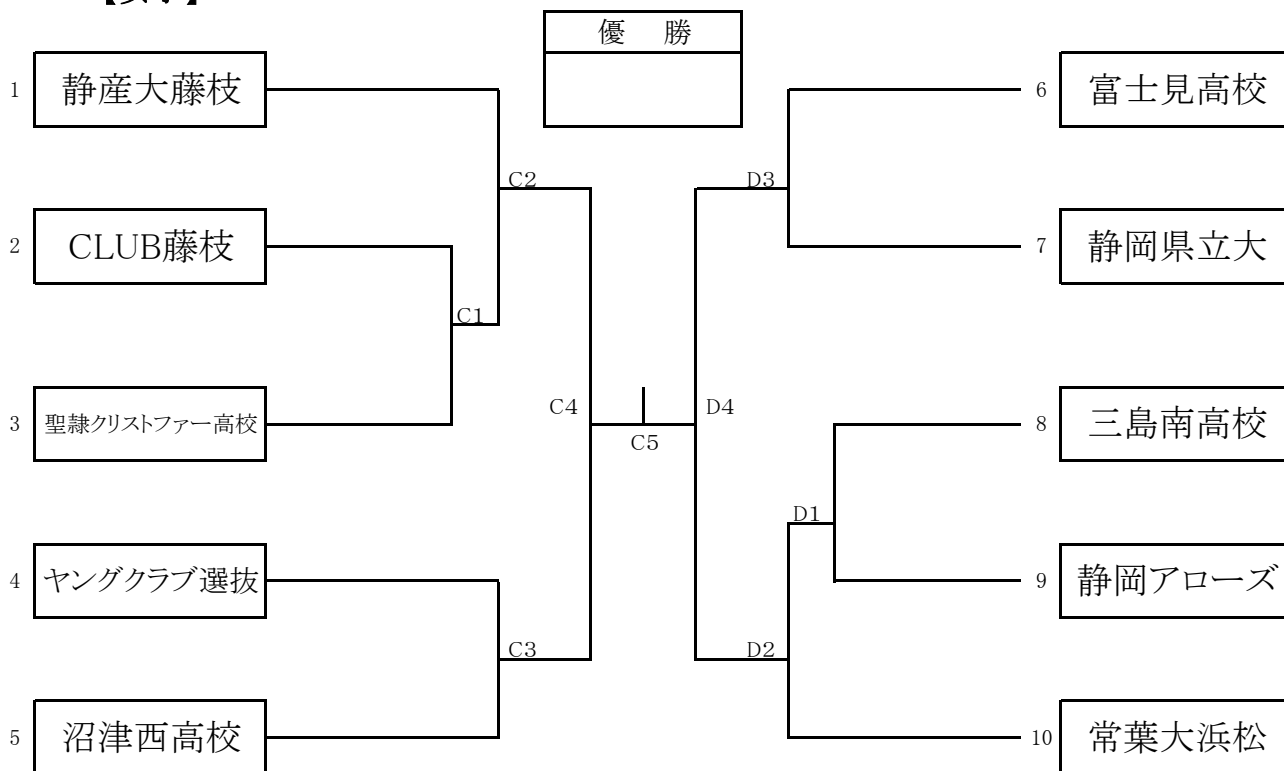 優 勝
1 静産大藤枝
2 CLUB藤枝
3 聖隷クリストファー高校
4 ヤングクラブ選抜
5 沼津西高校
C2
C1
C4
C3
C5
D3
D4
D1
D2
6 富士見高校
7 静岡県立大
8 三島南高校
9 静岡アローズ
10 常葉大浜松